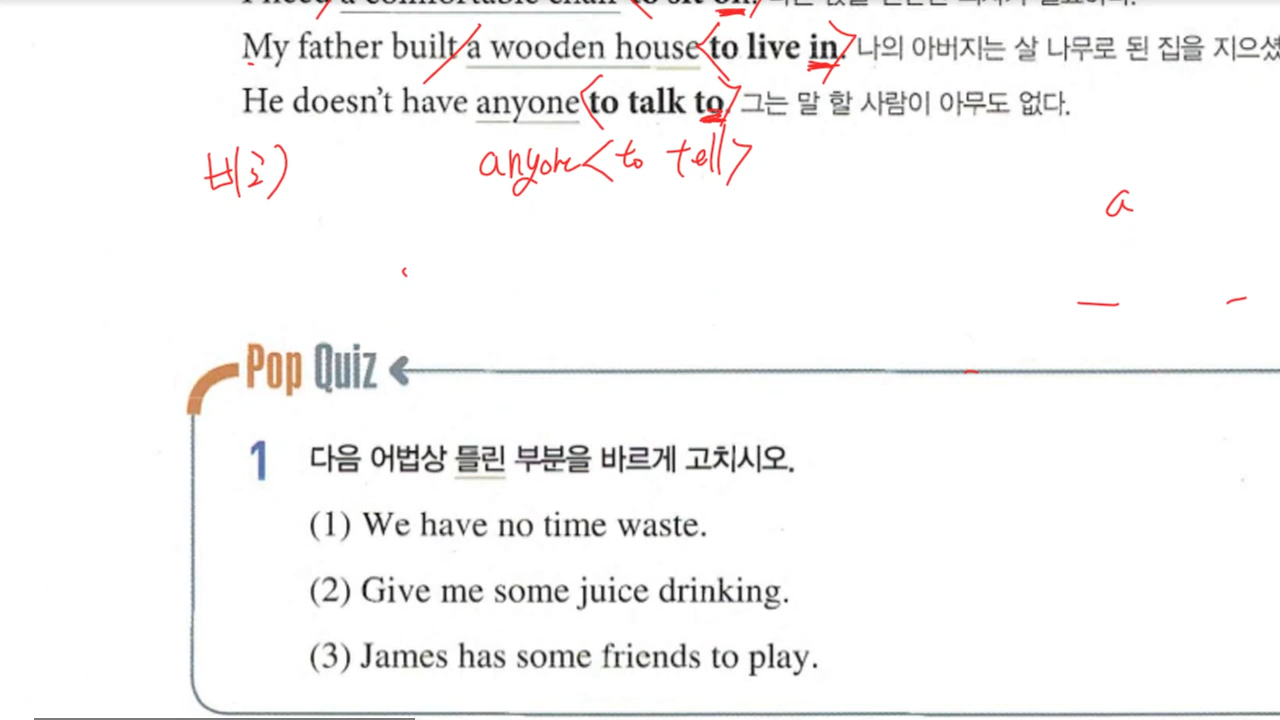 My father built a wooden house to live in. 나의 아버지는 살 나무로 된 집을 지으셨
He doesn't have anyone to talk to. 그는 말 할 사람이 아무도 없다.
anyone <to tell>
a
Pop Quiz
1 다음 어법상 틀린 부분을 바르게 고치시오.
(1) We have no time waste.
(2) Give me some juice drinking.
(3) James has some friends to play.